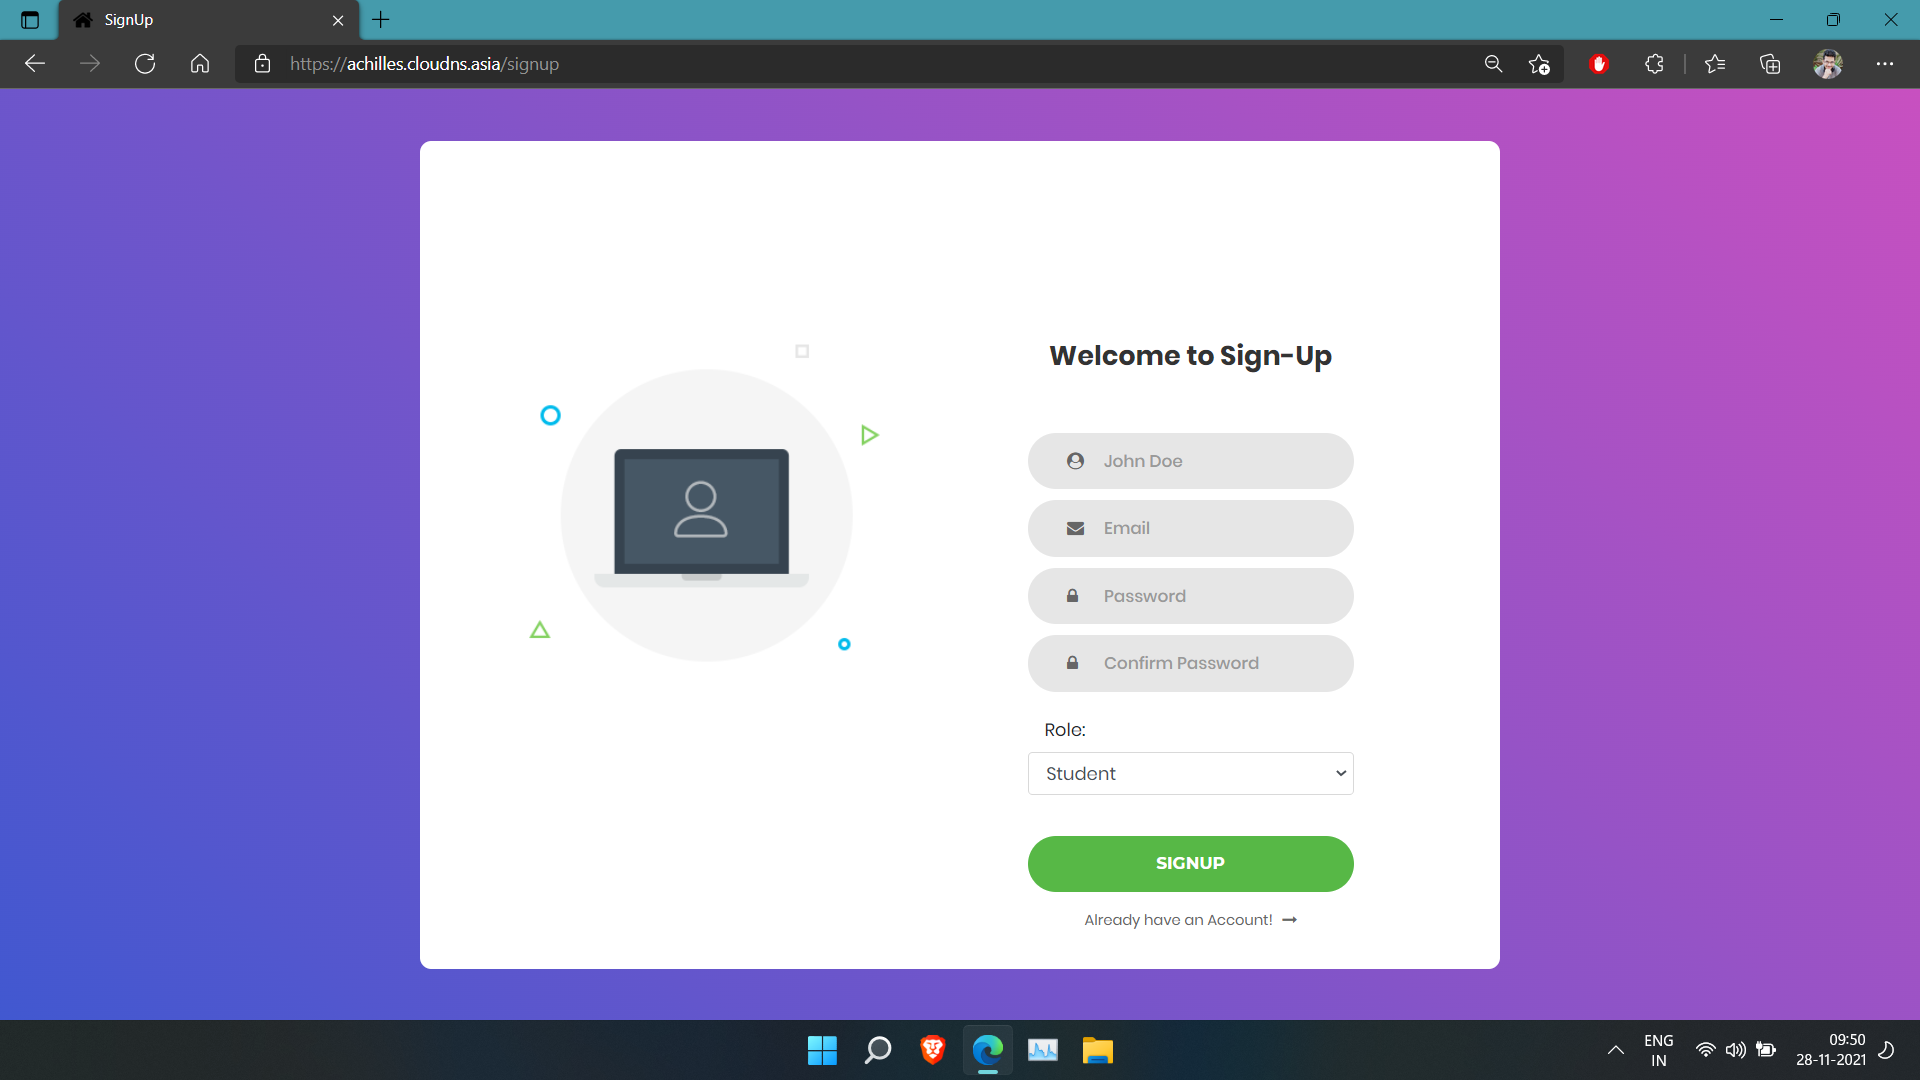 SignUp
https://achilles.cloudns.asia/signup
Welcome to Sign-Up
John Doe
Email
Password
Confirm Password
Role:
Student
SIGNUP
Already have an Account!
ENG
IN
09:50
28-11-2021